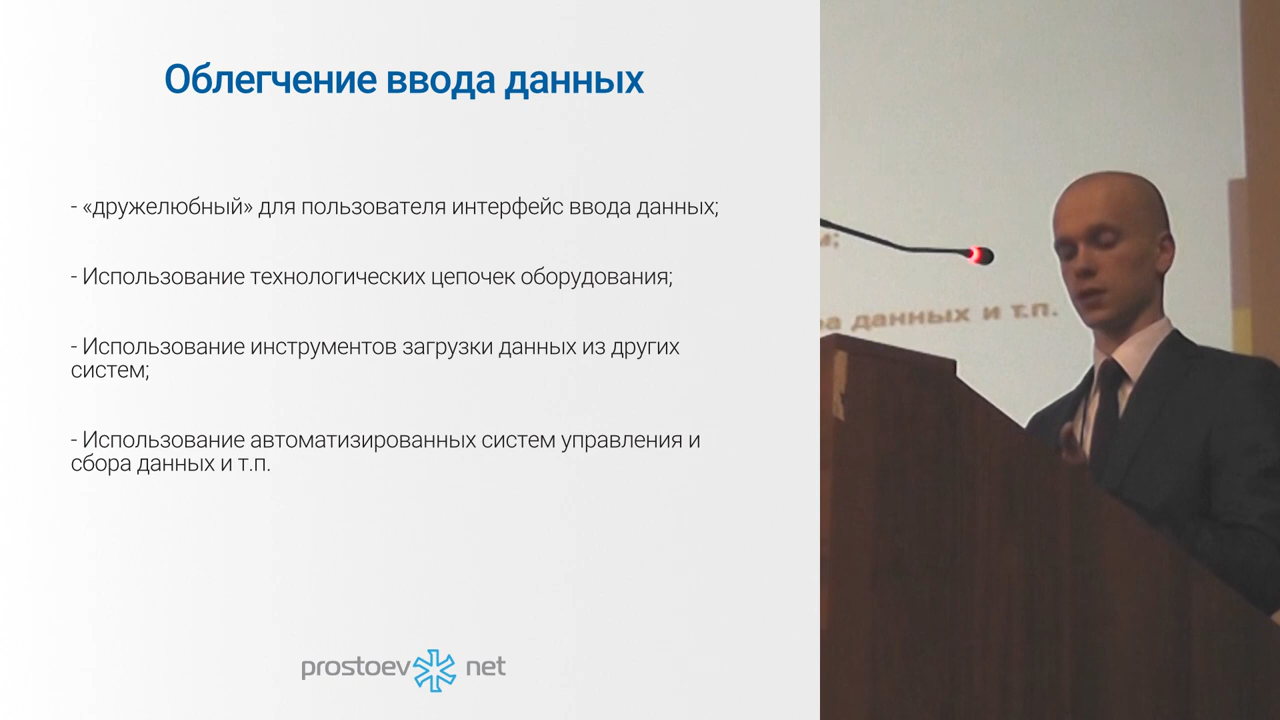 Облегчение ввода данных
- «дружелюбный» для пользователя интерфейс ввода данных;
- Использование технологических цепочек оборудования;
- Использование инструментов загрузки данных из других
систем;
- Использование автоматизированных систем управления и
сбора данных и т.п.
prostoev net
данных и т.п.